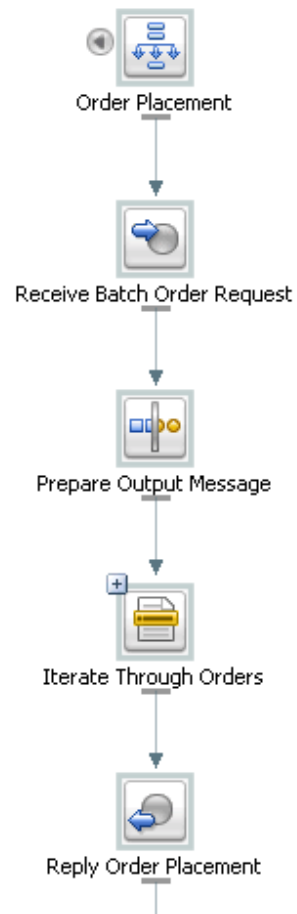 Order Placement
Receive Batch Order Request
Prepare Output Message
Iterate Through Orders
Reply Order Placement